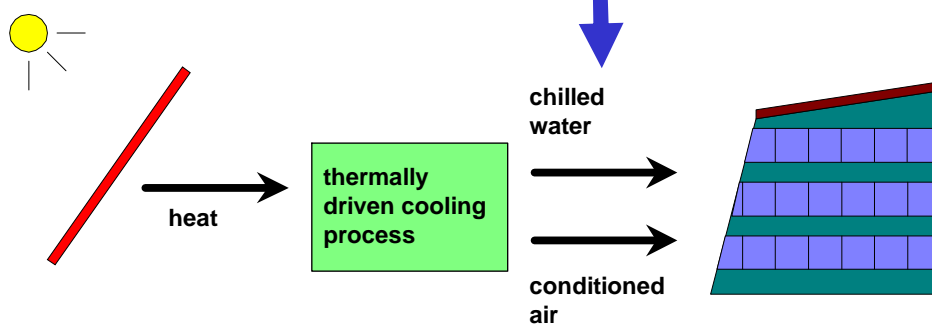 chilled
water
heat
thermally
driven cooling
process
conditioned
air